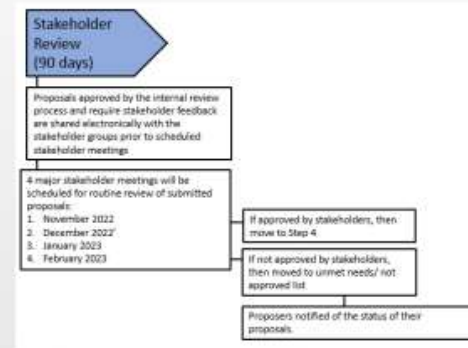 Stakeholder
Review
(90 days)
Proposals approved by the internal review
process and require stakeholder feedback
are shared electronically with the
stakeholder groups prior to scheduled
stakeholder meetings
4 major stakeholder meetings will be
scheduled for routine review of submitted
proposals:
1. November 2022
2. December 2022'
3. January 2023
4. February 2023
If approved by stakeholders, then
move to Step 4
If not approved by stakeholders,
then moved to unmet needs/ not
approved list
Proposers notified of the status of their
proposals.